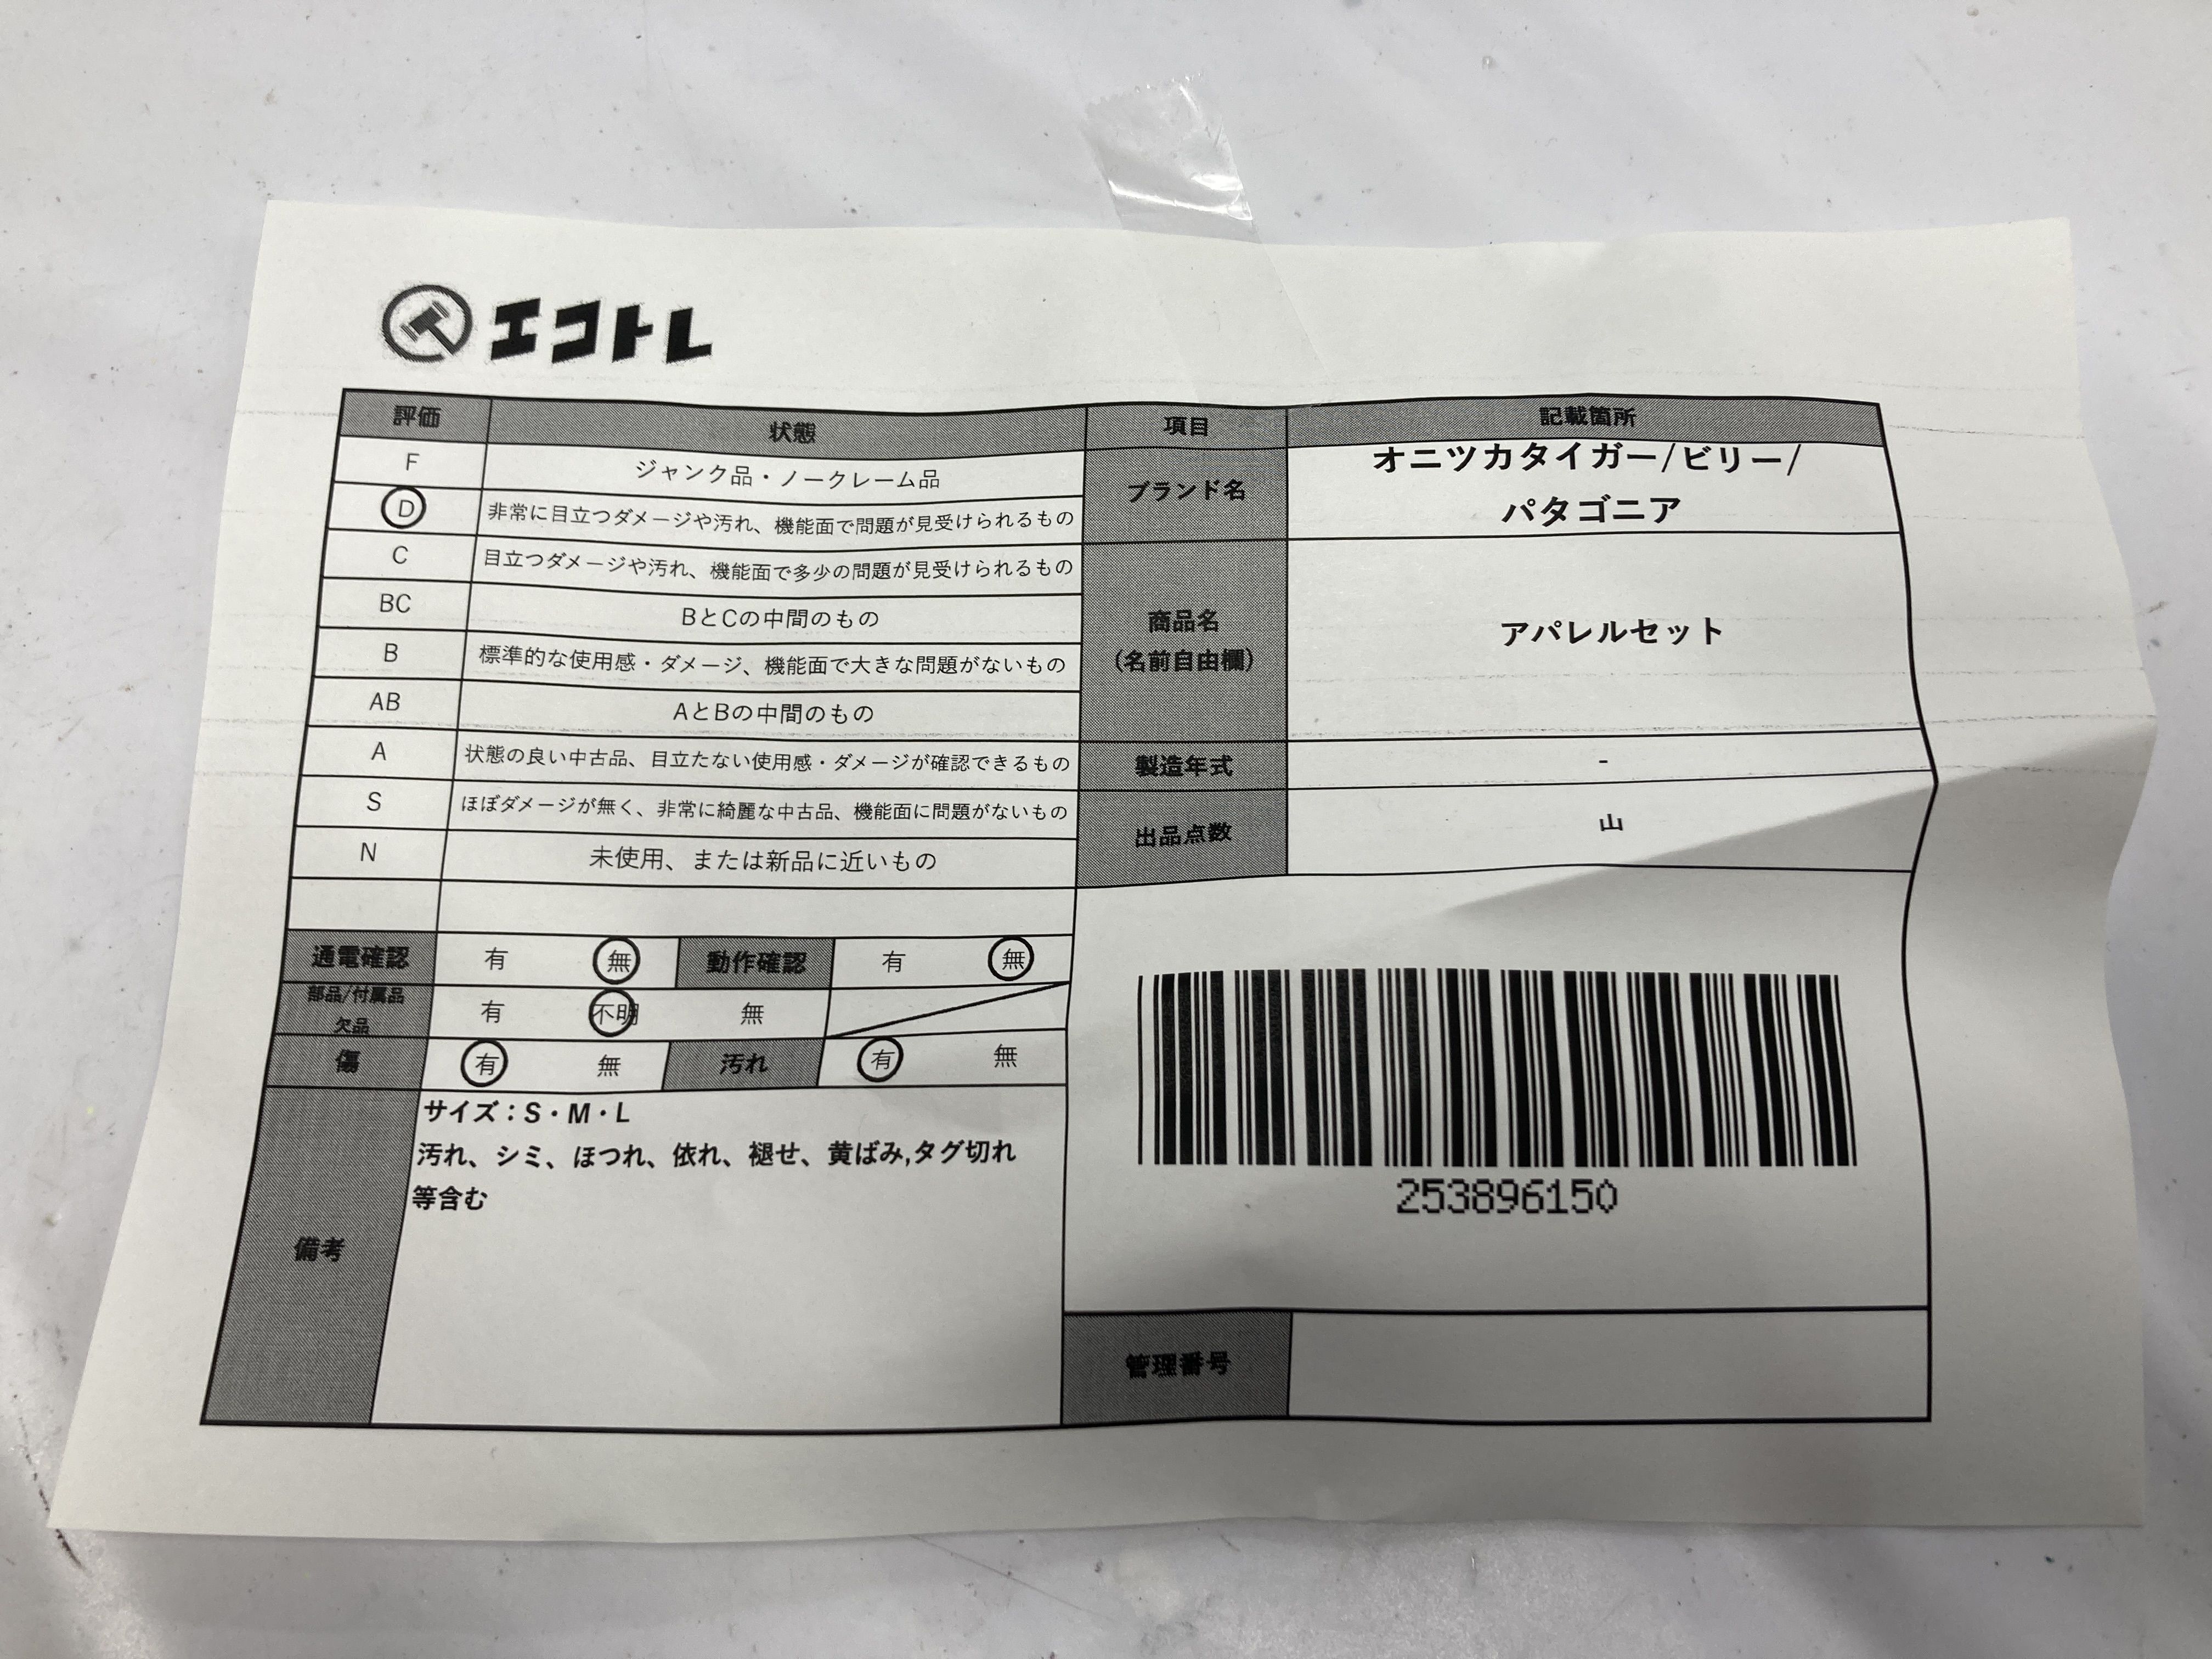 エコトレ
評価 状態 項目 記載箇所
F ジャンク品・ノークレーム品
D 非常に目立つダメージや汚れ、機能面で問題が見受けられるもの
C 目立つダメージや汚れ、機能面で多少の問題が見受けられるもの
BC BとCの中間のもの
B 標準的な使用感・ダメージ、機能面で大きな問題がないもの
AB AとBの中間のもの
A 状態の良い中古品、目立たない使用感・ダメージが確認できるもの
S ほぼダメージが無く、非常に綺麗な中古品、機能面に問題がないもの
N 未使用、または新品に近いもの
ブランド名 オニツカタイガー/ビリー/
パタゴニア
商品名
(名前自由欄)
アパレルセット
製造年式 -
出品点数 山
通電確認 有 無 動作確認 有 無
部品/付属品
欠品
有 不明 無
傷 有 無 汚れ 有 無
備考
サイズ：S・M・L
汚れ、シミ、ほつれ、依れ、褪せ、黄ばみ,タグ切れ
等含む
253896150
管理番号